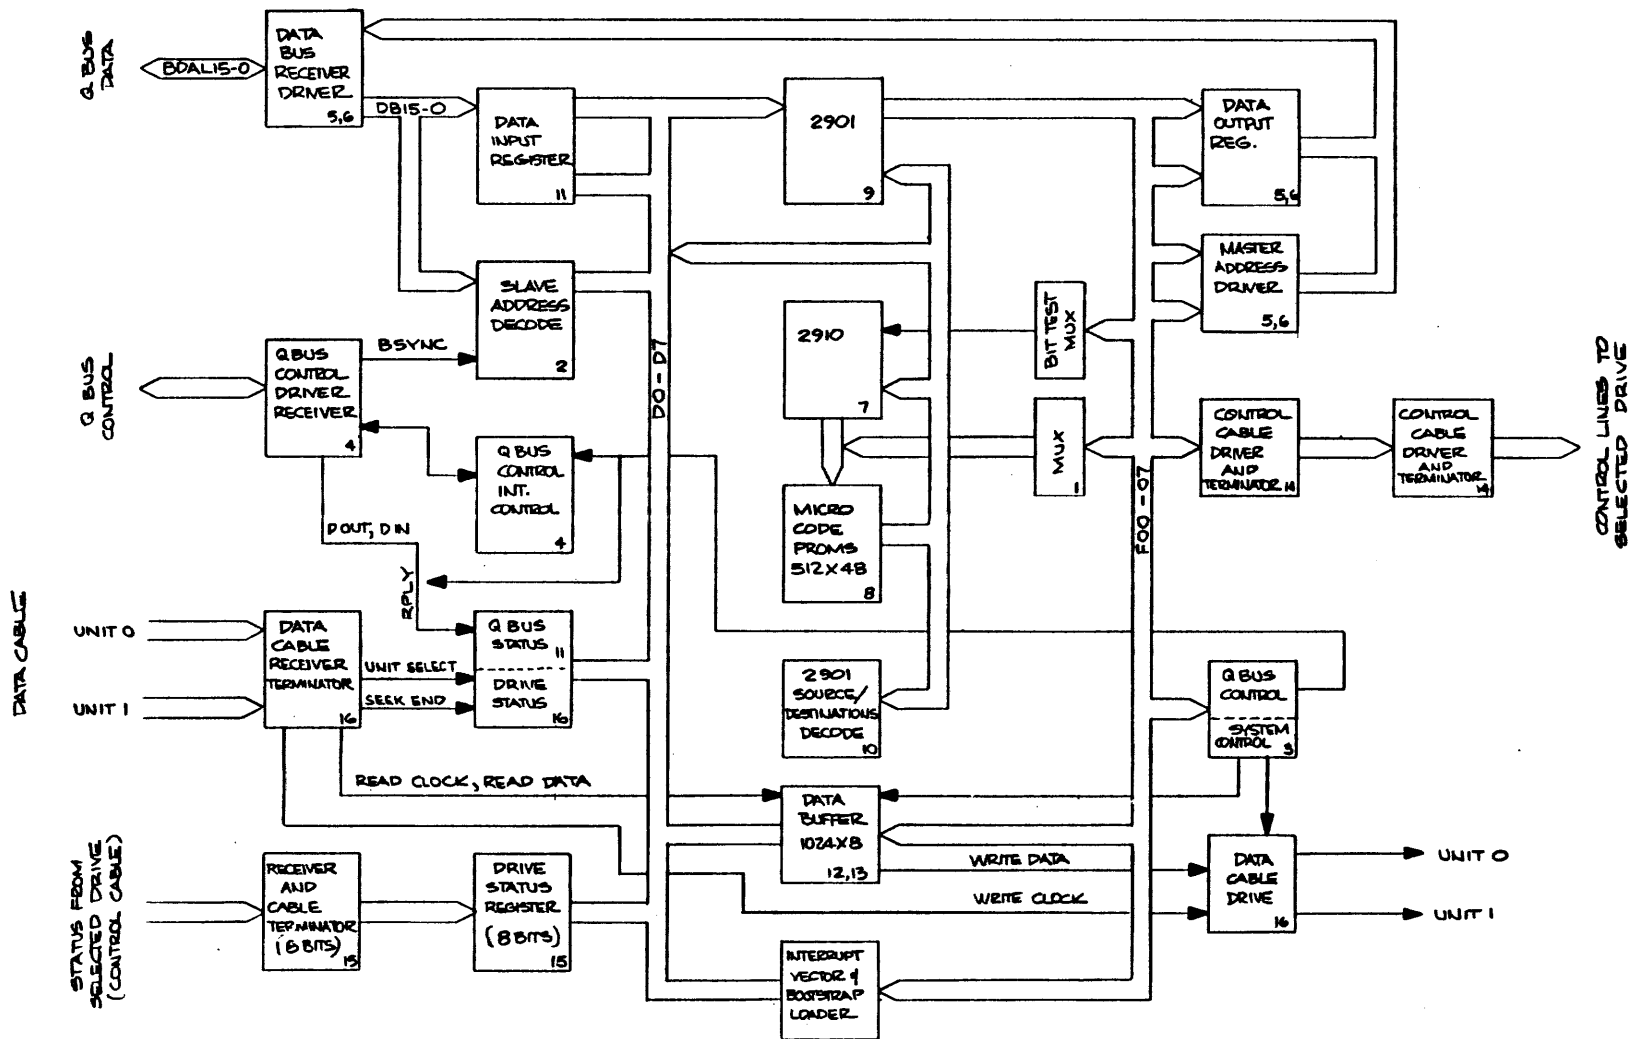 Q BUS
DATA
BDAL15-0
DATA
BUS
RECEIVER
DRIVER
5,6
DB15-0
DATA
INPUT
REGISTER
11
2901
9
DATA
OUTPUT
REG.
5,6
MASTER
ADDRESS
DRIVER
5,6
SLAVE
ADDRESS
DECODE
2
2910
7
BIT TEST
MUX
Q BUS
CONTROL
Q BUS
CONTROL
DRIVER
RECEIVER
4
BSYNC
D0-D7
Q BUS
CONTROL
INT.
CONTROL
4
MUX
1
CONTROL
CABLE
DRIVER
AND
TERMINATOR
14
CONTROL
CABLE
DRIVER
AND
TERMINATOR
14
CONTROL LINES TO
SELECTED DRIVE
MICRO
CODE
PROMS
512X48
8
F00-07
DOUT, DIN
RPLY
DATA CABLE
UNIT 0
UNIT 1
DATA
CABLE
RECEIVER
TERMINATOR
16
UNIT SELECT
SEEK END
Q BUS
STATUS
11
DRIVE
STATUS
16
2901
SOURCE/
DESTINATIONS
DECODE
10
Q BUS
CONTROL
SYSTEM
CONTROL
3
READ CLOCK, READ DATA
DATA
BUFFER
1024X8
12,13
WRITE DATA
WRITE CLOCK
DATA
CABLE
DRIVE
16
UNIT 0
UNIT 1
STATUS FROM
SELECTED DRIVE
(CONTROL CABLE)
RECEIVER
AND
CABLE
TERMINATOR
(8 BITS)
15
DRIVE
STATUS
REGISTER
(8 BITS)
15
INTERRUPT
VECTOR &
BOOTSTRAP
LOADER